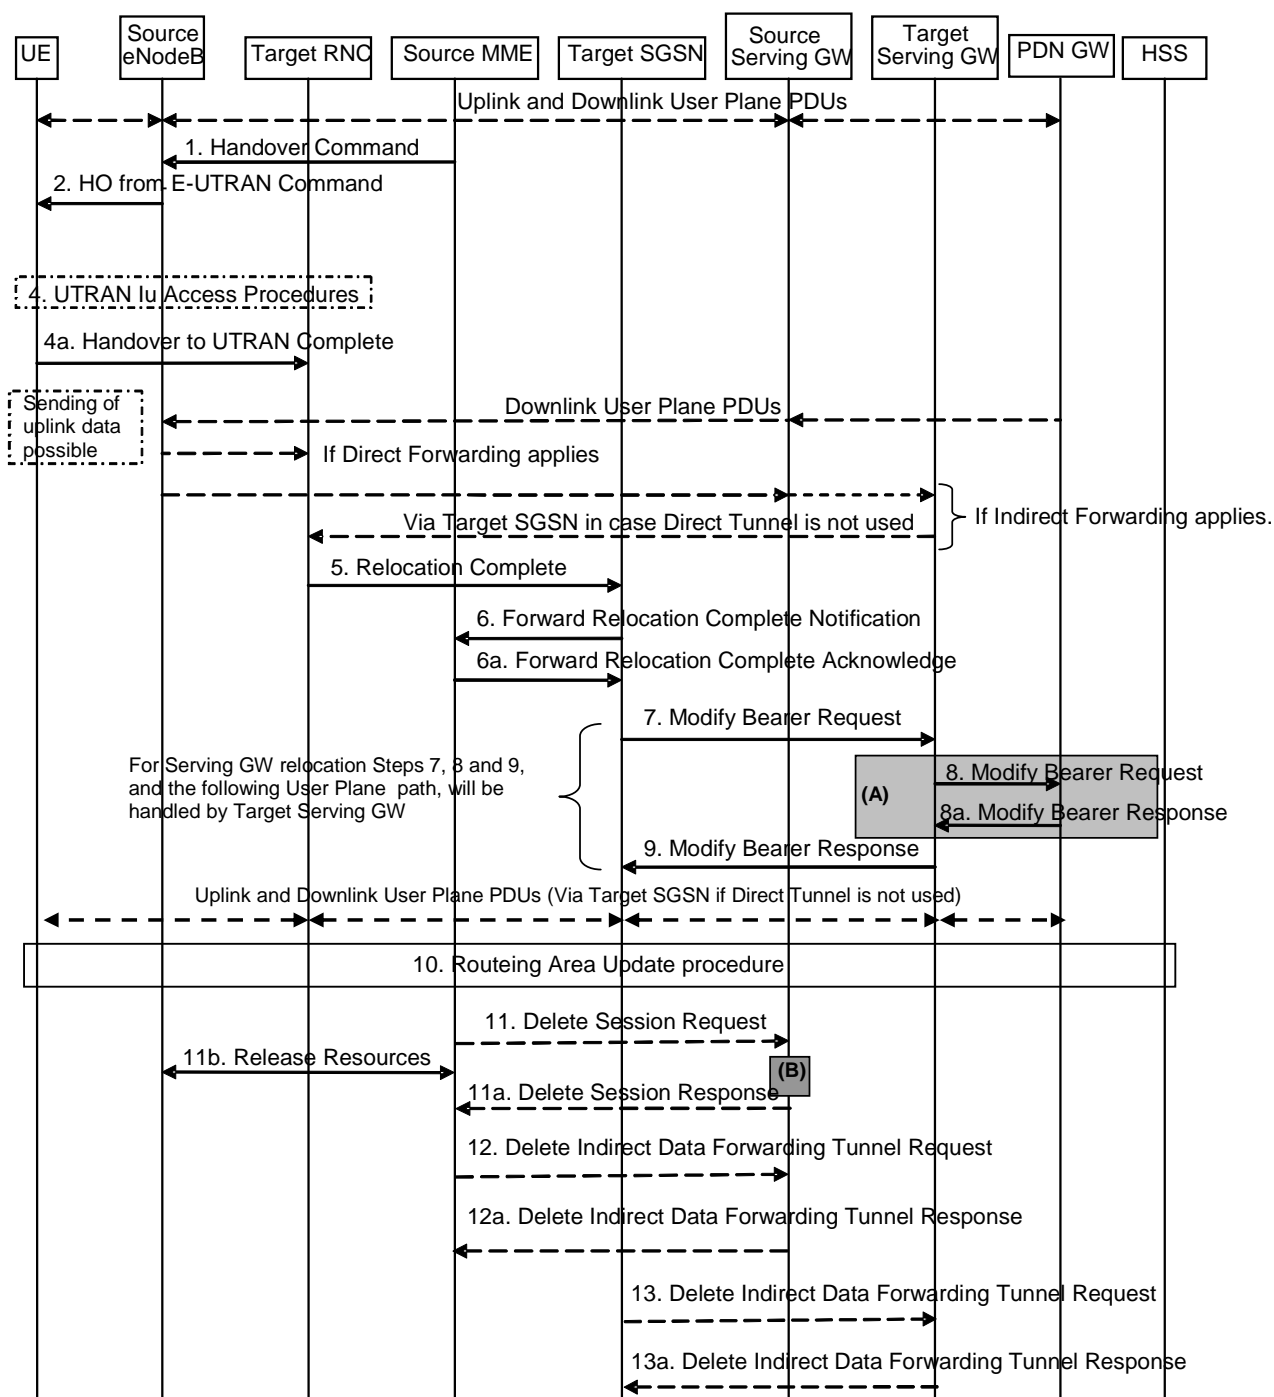 UE
Source
eNodeB
Target RNC
Source MME
Target SGSN
Source
Serving GW
Target
Serving GW
PDN GW
HSS
Uplink and Downlink User Plane PDUs
1. Handover Command
2. HO from E-UTRAN Command
4. UTRAN Iu Access Procedures
4a. Handover to UTRAN Complete
Sending of
uplink data
possible
Downlink User Plane PDUs
If Direct Forwarding applies
Via Target SGSN in case Direct Tunnel is not used
If Indirect Forwarding applies.
5. Relocation Complete
6. Forward Relocation Complete Notification
6a. Forward Relocation Complete Acknowledge
7. Modify Bearer Request
For Serving GW relocation Steps 7, 8 and 9,
and the following User Plane path, will be
handled by Target Serving GW
(A)
8. Modify Bearer Request
8a. Modify Bearer Response
9. Modify Bearer Response
Uplink and Downlink User Plane PDUs (Via Target SGSN if Direct Tunnel is not used)
10. Routeing Area Update procedure
11. Delete Session Request
11b. Release Resources
(B)
11a. Delete Session Response
12. Delete Indirect Data Forwarding Tunnel Request
12a. Delete Indirect Data Forwarding Tunnel Response
13. Delete Indirect Data Forwarding Tunnel Request
13a. Delete Indirect Data Forwarding Tunnel Response